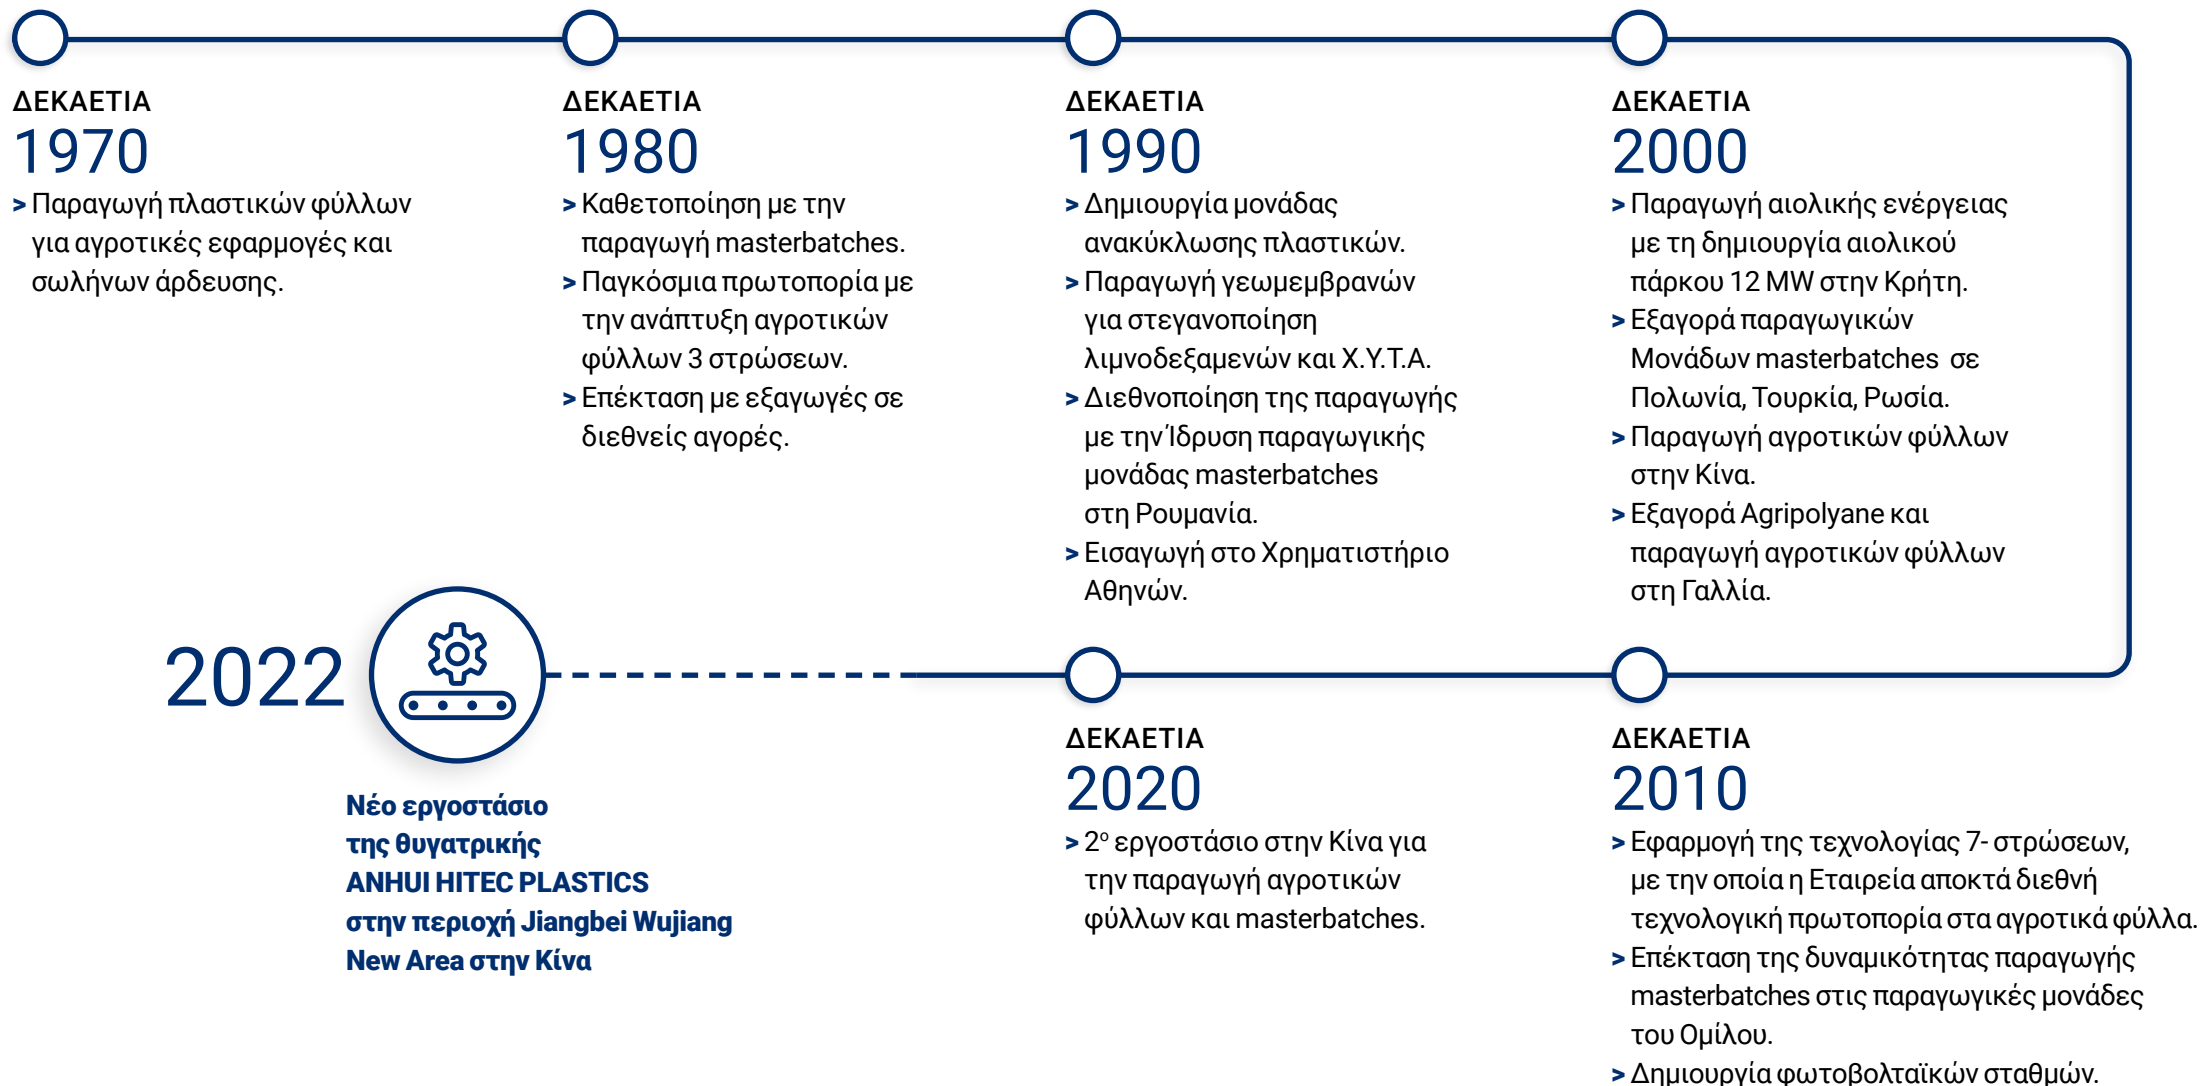 ΔΕΚΑΕΤΙΑ
1970
> Παραγωγή πλαστικών φύλλων
για αγροτικές εφαρμογές και
σωλήνων άρδευσης.
ΔΕΚΑΕΤΙΑ
1980
> Καθετοποίηση με την
παραγωγή masterbatches.
> Παγκόσμια πρωτοπορία με
την ανάπτυξη αγροτικών
φύλλων 3 στρώσεων.
> Επέκταση με εξαγωγές σε
διεθνείς αγορές.
ΔΕΚΑΕΤΙΑ
1990
> Δημιουργία μονάδας
ανακύκλωσης πλαστικών.
> Παραγωγή γεωμεμβρανών
για στεγανοποίηση
λιμνοδεξαμενών και Χ.Υ.Τ.Α.
> Διεθνοποίηση της παραγωγής
με την Ίδρυση παραγωγικής
μονάδας masterbatches
στη Ρουμανία.
> Εισαγωγή στο Χρηματιστήριο
Αθηνών.
ΔΕΚΑΕΤΙΑ
2000
> Παραγωγή αιολικής ενέργειας
με τη δημιουργία αιολικού
πάρκου 12 MW στην Κρήτη.
> Εξαγορά παραγωγικών
Μονάδων masterbatches σε
Πολωνία, Τουρκία, Ρωσία.
> Παραγωγή αγροτικών φύλλων
στην Κίνα.
> Εξαγορά Agripolyane και
παραγωγή αγροτικών φύλλων
στη Γαλλία.
ΔΕΚΑΕΤΙΑ
2010
> Εφαρμογή της τεχνολογίας 7- στρώσεων,
με την οποία η Εταιρεία αποκτά διεθνή
τεχνολογική πρωτοπορία στα αγροτικά φύλλα.
> Επέκταση της δυναμικότητας παραγωγής
masterbatches στις παραγωγικές μονάδες
του Ομίλου.
> Δημιουργία φωτοβολταϊκών σταθμών.
ΔΕΚΑΕΤΙΑ
2020
> 2º εργοστάσιο στην Κίνα για
την παραγωγή αγροτικών
φύλλων και masterbatches.
2022
Νέο εργοστάσιο
της θυγατρικής
ANHUI HITEC PLASTICS
στην περιοχή Jiangbei Wujiang
New Area στην Κίνα